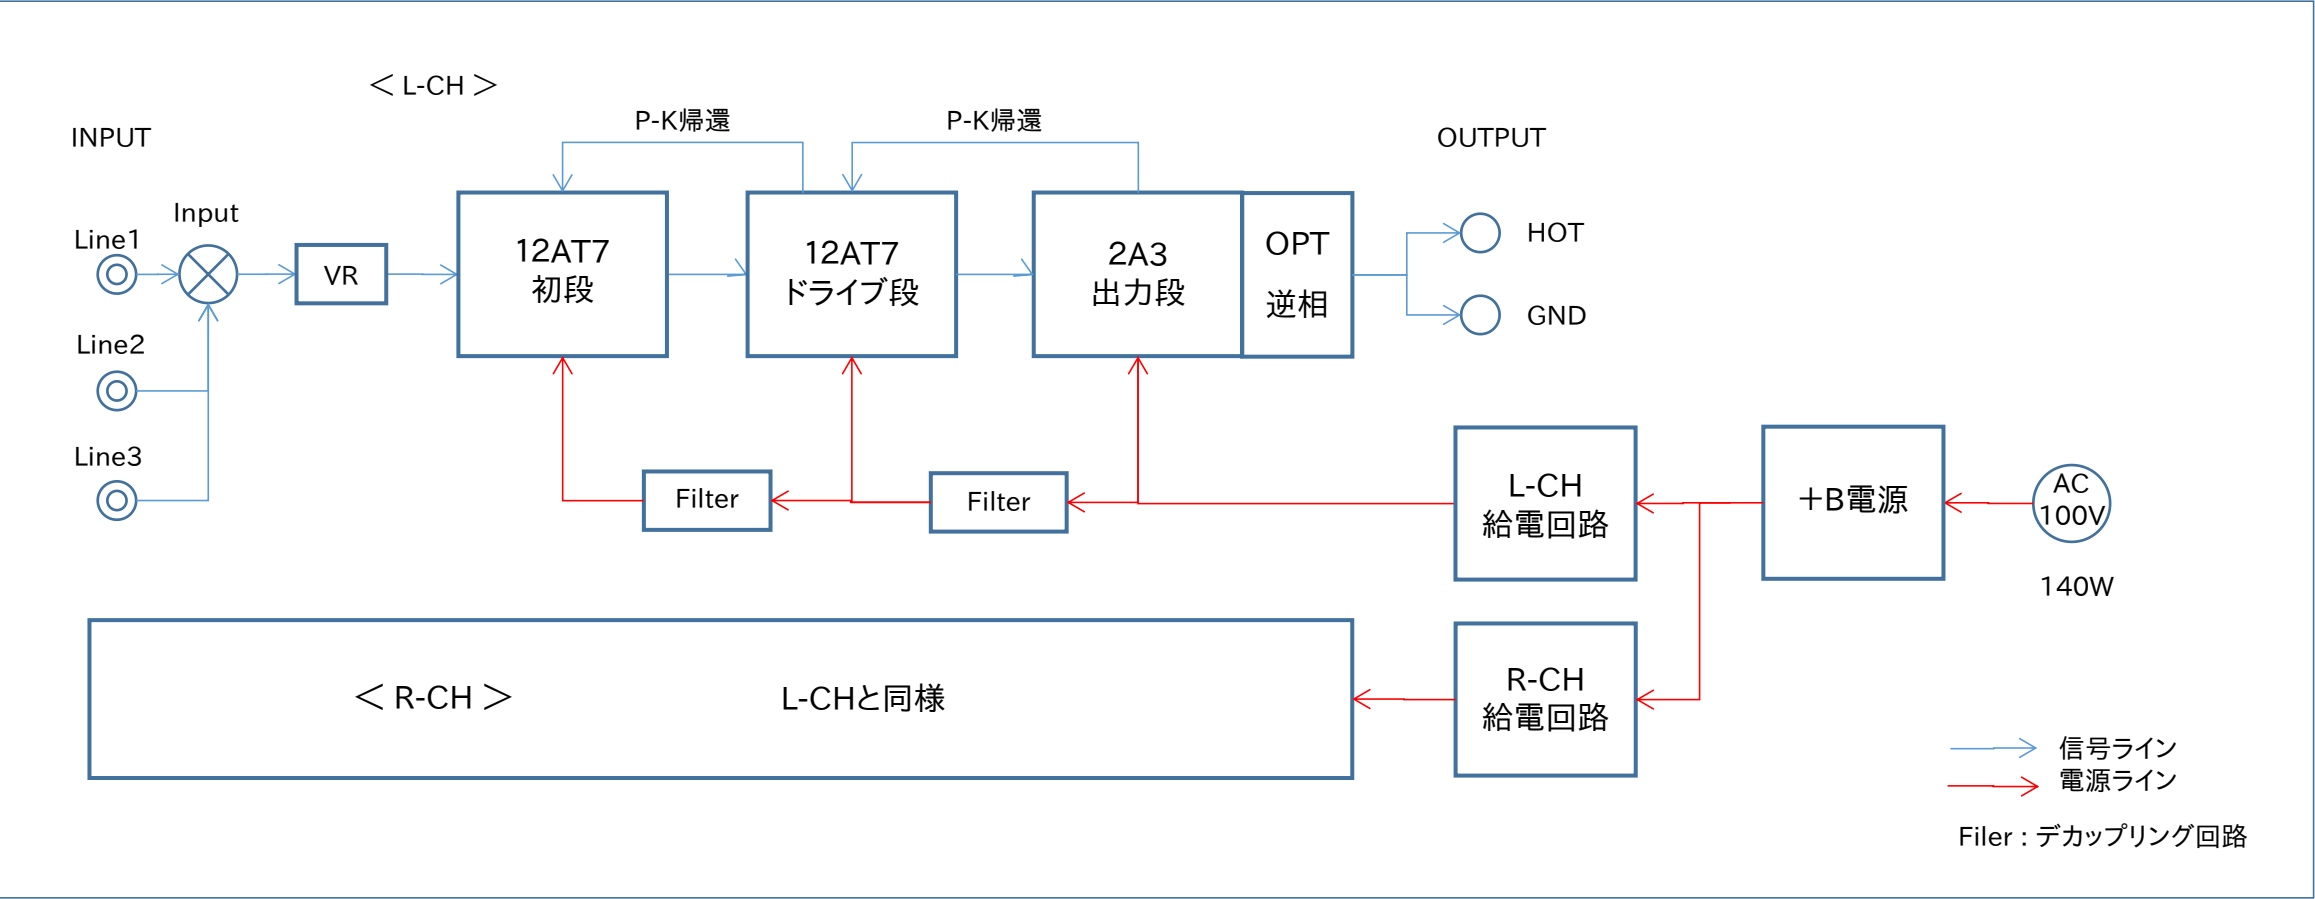 ＜ L-CH ＞
P-K帰還
P-K帰還
INPUT
OUTPUT
Input
Line1
VR
12AT7
初段
12AT7
ドライブ段
2A3
出力段
OPT
逆相
HOT
GND
Line2
Line3
Filter
Filter
L-CH
給電回路
＋B電源
AC
100V
140W
＜ R-CH ＞
L-CHと同様
R-CH
給電回路
信号ライン
電源ライン
Filer : デカップリング回路